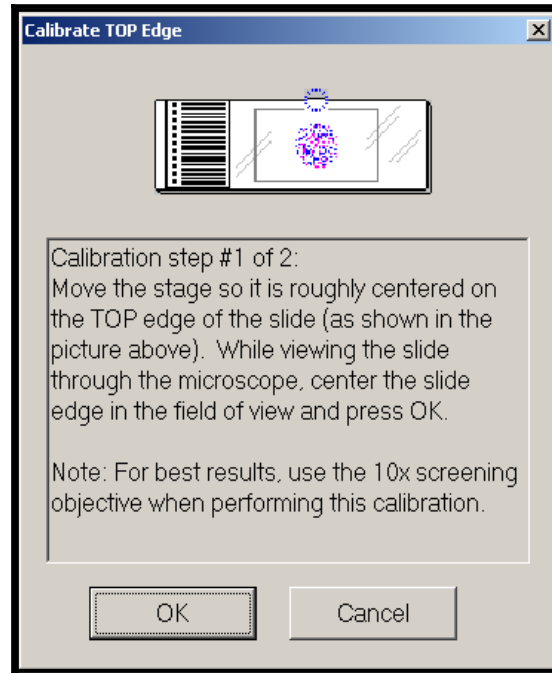 Calibrate TOP Edge
Calibration step #1 of 2:
Move the stage so it is roughly centered on
the TOP edge of the slide (as shown in the
picture above).  While viewing the slide
through the microscope, center the slide
edge in the field of view and press OK.
Note: For best results, use the 10x screening
objective when performing this calibration.
OK
Cancel